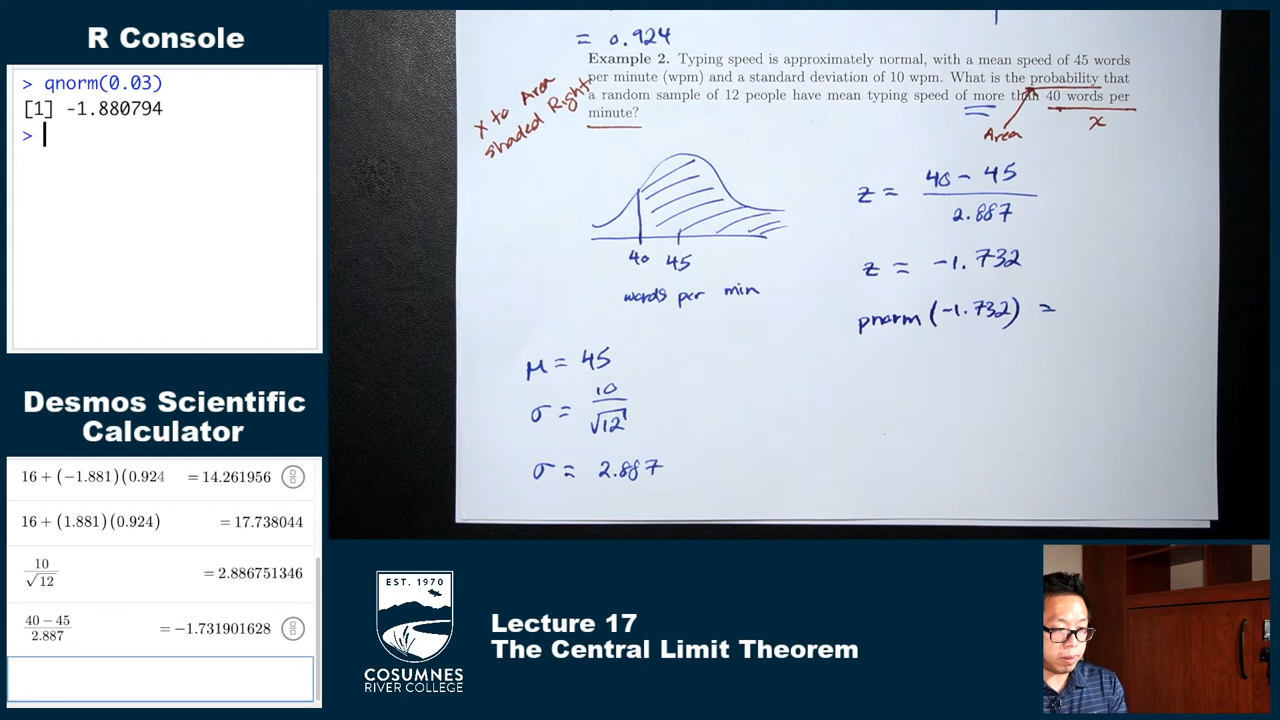 R Console
> qnorm(0.03)
[1] -1.880794
>
Desmos Scientific
Calculator
16 + (−1.881)(0.924 = 14.261956
16 + (1.881)(0.924) = 17.738044
10
√12
= 2.886751346
40 − 45
2.887
= −1.731901628
= 0.924
Example 2. Typing speed is approximately normal, with a mean speed of 45 words
per minute (wpm) and a standard deviation of 10 wpm. What is the probability that
a random sample of 12 people have mean typing speed of more than 40 words per
minute?
x to Area
shaded Right
Area
x
40 45
words per min
μ = 45
σ = 10
√12
σ = 2.887
z = 40 - 45
2.887
z = -1.732
pnorm (-1.732) =
EST. 1970
COSUMNES
RIVER COLLEGE
Lecture 17
The Central Limit Theorem